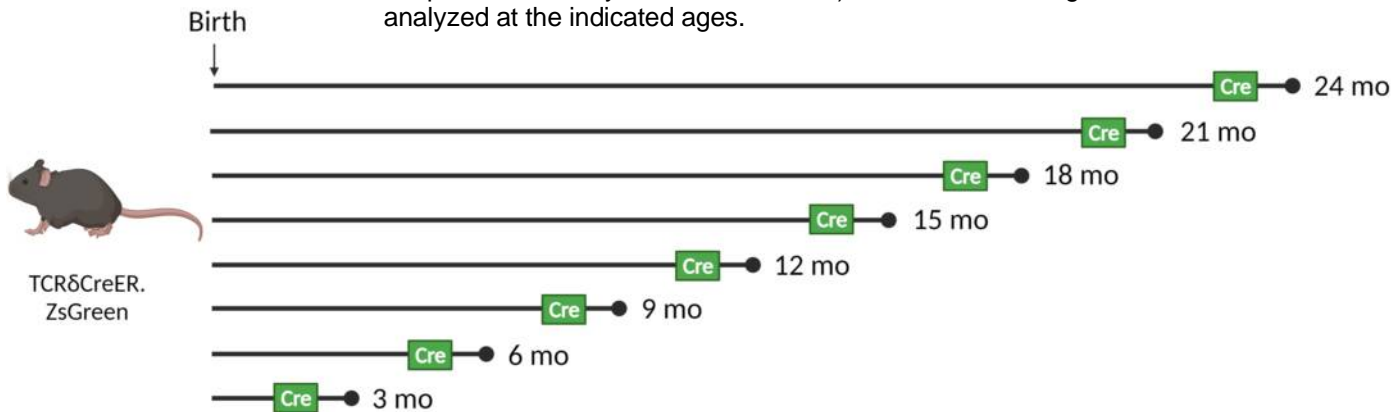 analyzed at the indicated ages.
Birth
Cre 24 mo
Cre 21 mo
Cre 18 mo
Cre 15 mo
Cre 12 mo
TCRδCreER.
ZsGreen
Cre 9 mo
Cre 6 mo
Cre 3 mo